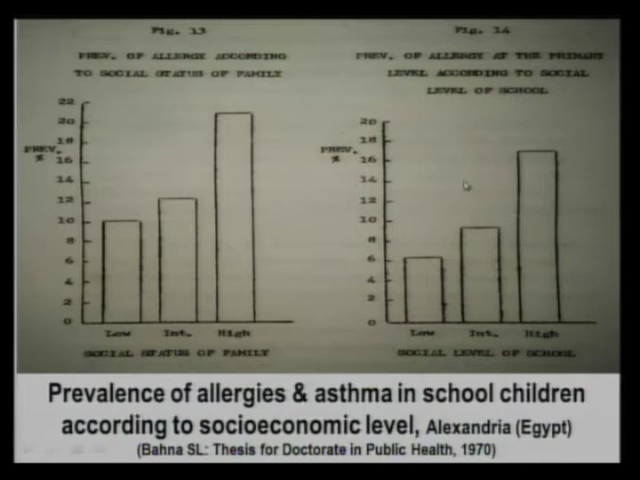 Fig. 13
PREV. OF ALLERGY ACCORDING
TO SOCIAL STATUS OF FAMILY
22
20
18
PREV.
%
16
14
12
10
8
6
4
2
0
Low Int. High
SOCIAL STATUS OF FAMILY
Fig. 14
PREV. OF ALLERGY AT THE PRIMARY
LEVEL ACCORDING TO SOCIAL
LEVEL OF SCHOOL
20
18
PREV.
%
16
14
12
10
8
6
4
2
0
Low Int. High
SOCIAL LEVEL OF SCHOOL
Prevalence of allergies & asthma in school children
according to socioeconomic level, Alexandria (Egypt)
(Bahna SL: Thesis for Doctorate in Public Health, 1970)